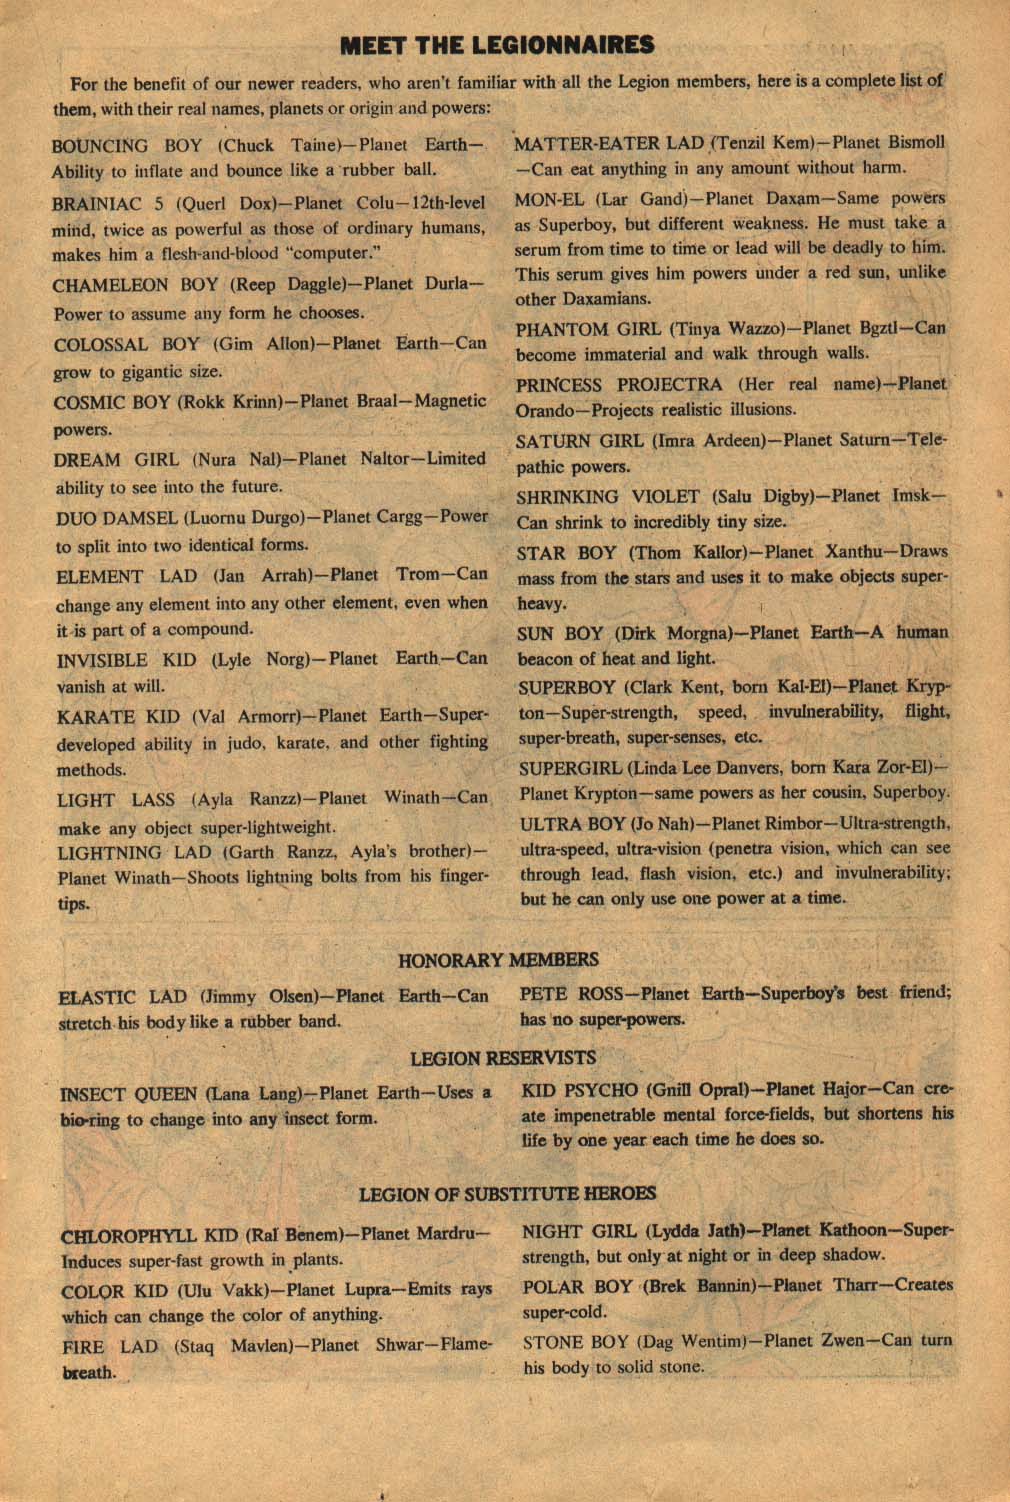 MEET THE LEGIONNAIRES
For the benefit of our newer readers, who aren't familiar with all the Legion members, here is a complete list of
them, with their real names, planets or origin and powers:
BOUNCING BOY (Chuck Taine)—Planet Earth—
Ability to inflate and bounce like a rubber ball.
BRAINIAC 5 (Querl Dox)—Planet Colu—12th-level
mind, twice as powerful as those of ordinary humans,
makes him a flesh-and-blood "computer."
CHAMELEON BOY (Reep Daggle)—Planet Durla—
Power to assume any form he chooses.
COLOSSAL BOY (Gim Allon)—Planet Earth—Can
grow to gigantic size.
COSMIC BOY (Rokk Krinn)—Planet Braal—Magnetic
powers.
DREAM GIRL (Nura Nal)—Planet Naltor—Limited
ability to see into the future.
DUO DAMSEL (Luornu Durgo)—Planet Cargg—Power
to split into two identical forms.
ELEMENT LAD (Jan Arrah)—Planet Trom—Can
change any element into any other element, even when
it is part of a compound.
INVISIBLE KID (Lyle Norg)—Planet Earth—Can
vanish at will.
KARATE KID (Val Armorr)—Planet Earth—Super-
developed ability in judo, karate, and other fighting
methods.
LIGHT LASS (Ayla Ranzz)—Planet Winath—Can
make any object super-lightweight.
LIGHTNING LAD (Garth Ranzz, Ayla's brother)—
Planet Winath—Shoots lightning bolts from his finger-
tips.
MATTER-EATER LAD (Tenzil Kem)—Planet Bismoll
—Can eat anything in any amount without harm.
MON-EL (Lar Gand)—Planet Daxam—Same powers
as Superboy, but different weakness. He must take a
serum from time to time or lead will be deadly to him.
This serum gives him powers under a red sun, unlike
other Daxamians.
PHANTOM GIRL (Tinya Wazzo)—Planet Bgztl—Can
become immaterial and walk through walls.
PRINCESS PROJECTRA (Her real name)—Planet
Orando—Projects realistic illusions.
SATURN GIRL (Imra Ardeen)—Planet Saturn—Tele-
pathic powers.
SHRINKING VIOLET (Salu Digby)—Planet Imsk—
Can shrink to incredibly tiny size.
STAR BOY (Thom Kallor)—Planet Xanthu—Draws
mass from the stars and uses it to make objects super-
heavy.
SUN BOY (Dirk Morgna)—Planet Earth—A human
beacon of heat and light.
SUPERBOY (Clark Kent, born Kal-El)—Planet Kryp-
ton—Super-strength, speed, invulnerability, flight,
super-breath, super-senses, etc.
SUPERGIRL (Linda Lee Danvers, born Kara Zor-El)—
Planet Krypton—same powers as her cousin, Superboy.
ULTRA BOY (Jo Nah)—Planet Rimbor—Ultra-strength,
ultra-speed, ultra-vision (penetra vision, which can see
through lead, flash vision, etc.) and invulnerability;
but he can only use one power at a time.
HONORARY MEMBERS
ELASTIC LAD (Jimmy Olsen)—Planet Earth—Can
stretch his body like a rubber band.
PETE ROSS—Planet Earth—Superboy's best friend;
has no super-powers.
LEGION RESERVISTS
INSECT QUEEN (Lana Lang)—Planet Earth—Uses a
bio-ring to change into any insect form.
KID PSYCHO (Gnill Opral)—Planet Hajor—Can cre-
ate impenetrable mental force-fields, but shortens his
life by one year each time he does so.
LEGION OF SUBSTITUTE HEROES
CHLOROPHYLL KID (Ral Benem)—Planet Mardru—
Induces super-fast growth in plants.
COLOR KID (Ulu Vakk)—Planet Lupra—Emits rays
which can change the color of anything.
FIRE LAD (Staq Mavlen)—Planet Shwar—Flame-
breath.
NIGHT GIRL (Lydda Jath)—Planet Kathoon—Super-
strength, but only at night or in deep shadow.
POLAR BOY (Brek Bannin)—Planet Tharr—Creates
super-cold.
STONE BOY (Dag Wentim)—Planet Zwen—Can turn
his body to solid stone.